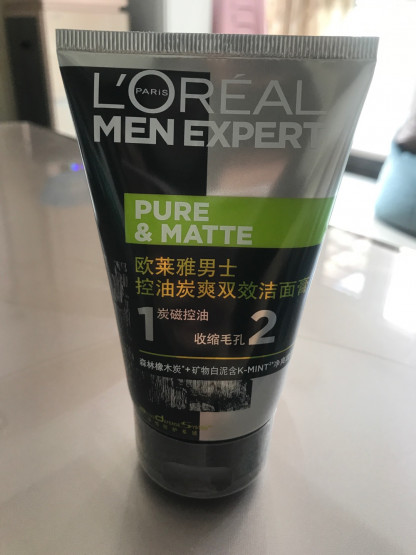 L'ORÉAL
PARIS
MEN EXPERT
PURE
& MATTE
欧莱雅男士
控油炭爽双效洁面膏
1 炭磁控油
收缩毛孔 2
森林橡木炭+矿物白泥含K-MINT